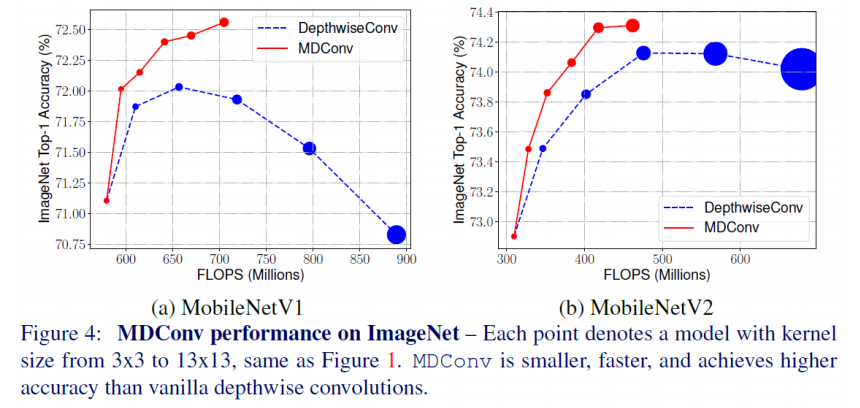 ImageNet Top-1 Accuracy (%)
72.50
72.25
72.00
71.75
71.50
71.25
71.00
70.75
DepthwiseConv
MDConv
600 650 700 750 800 850 900
FLOPS (Millions)
(a) MobileNetV1
ImageNet Top-1 Accuracy (%)
74.4
74.2
74.0
73.8
73.6
73.4
73.2
73.0
DepthwiseConv
MDConv
300 400 500 600
FLOPS (Millions)
(b) MobileNetV2
Figure 4: MDConv performance on ImageNet – Each point denotes a model with kernel
size from 3x3 to 13x13, same as Figure 1. MDConv is smaller, faster, and achieves higher
accuracy than vanilla depthwise convolutions.